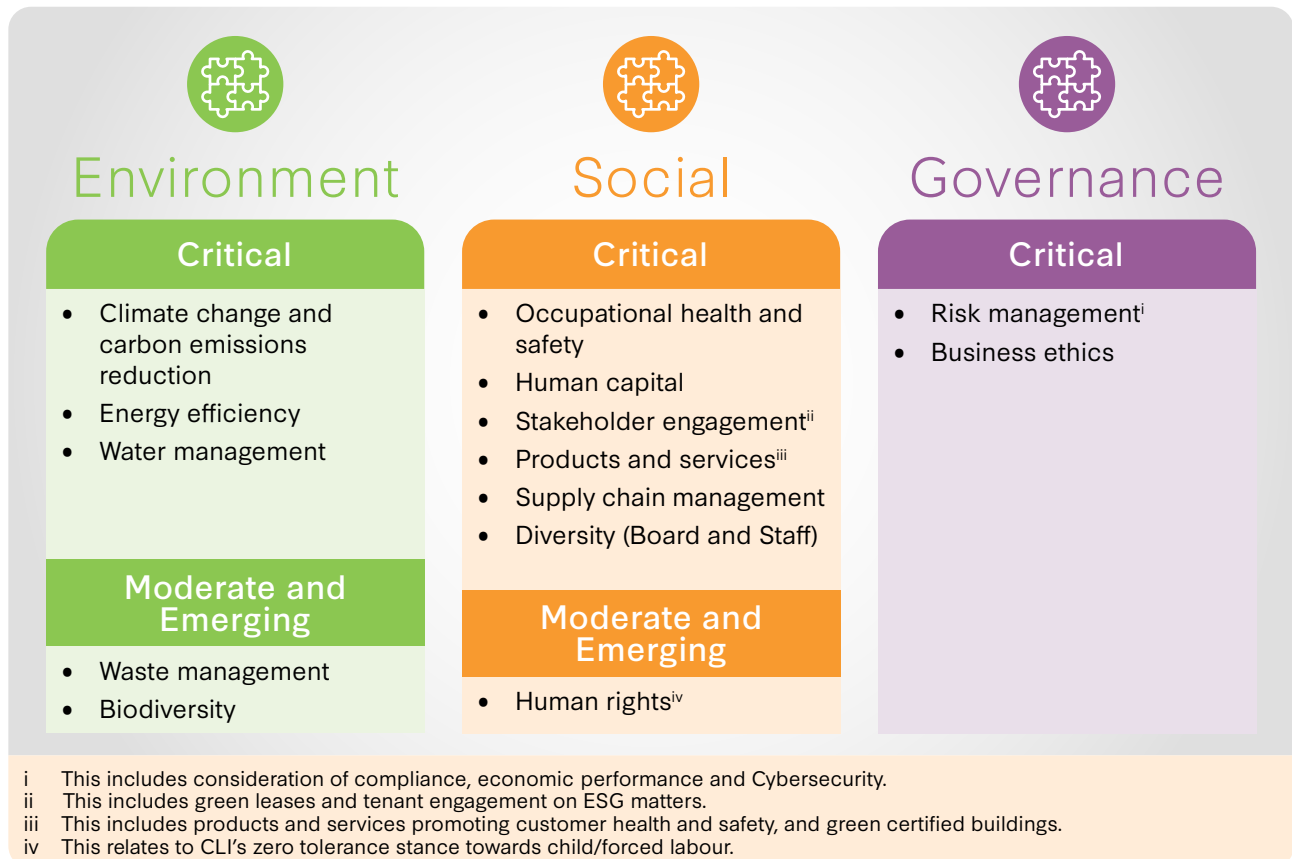 Environment
Critical
• Climate change and
carbon emissions
reduction
• Energy efficiency
• Water management
Moderate and
Emerging
• Waste management
• Biodiversity
Social
Critical
• Occupational health and
safety
• Human capital
• Stakeholder engagementii
• Products and servicesiii
• Supply chain management
• Diversity (Board and Staff)
Moderate and
Emerging
• Human rightsiv
Governance
Critical
• Risk managementi
• Business ethics
i This includes consideration of compliance, economic performance and Cybersecurity.
ii This includes green leases and tenant engagement on ESG matters.
iii This includes products and services promoting customer health and safety, and green certified buildings.
iv This relates to CLI's zero tolerance stance towards child/forced labour.